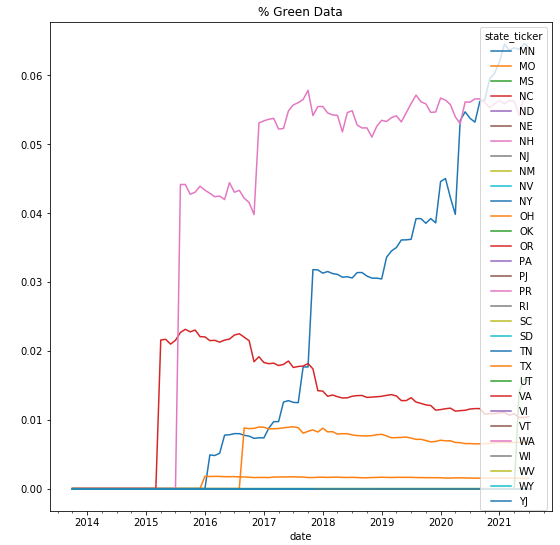 % Green Data
state_ticker
MN
MO
MS
NC
ND
NE
NH
NJ
NM
NV
NY
OH
OK
OR
PA
PJ
PR
RI
SC
SD
TN
TX
UT
VA
VI
VT
WA
WI
WV
WY
YJ
0.06
0.05
0.04
0.03
0.02
0.01
0.00
2014 2015 2016 2017 2018 2019 2020 2021
date